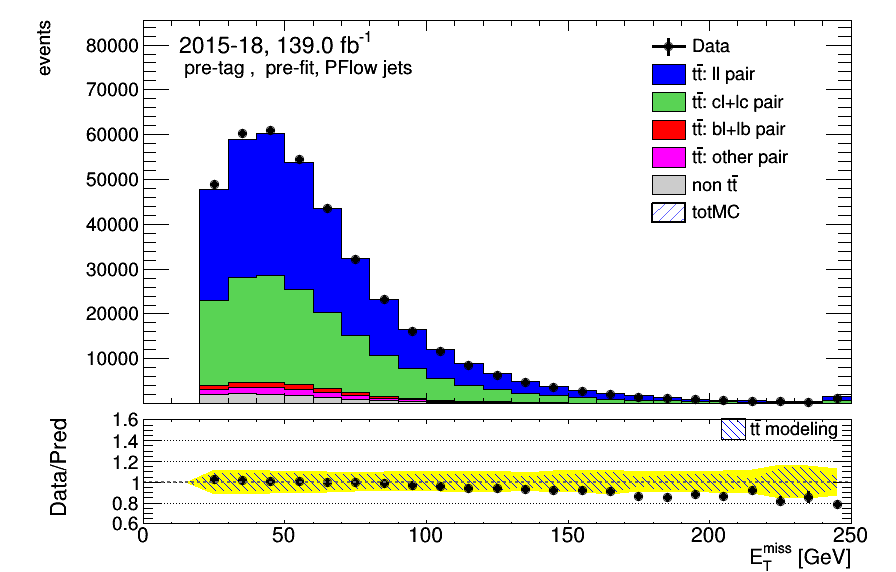 events
80000
70000
60000
50000
40000
30000
20000
10000
2015-18, 139.0 fb⁻¹
pre-tag , pre-fit, PFlow jets
Data
tt̄: ll pair
tt̄: cl+lc pair
tt̄: bl+lb pair
tt̄: other pair
non tt̄
totMC
Data/Pred
1.6
1.4
1.2
1
0.8
0.6
tt̄ modeling
0 50 100 150 200 250
E_T^miss [GeV]